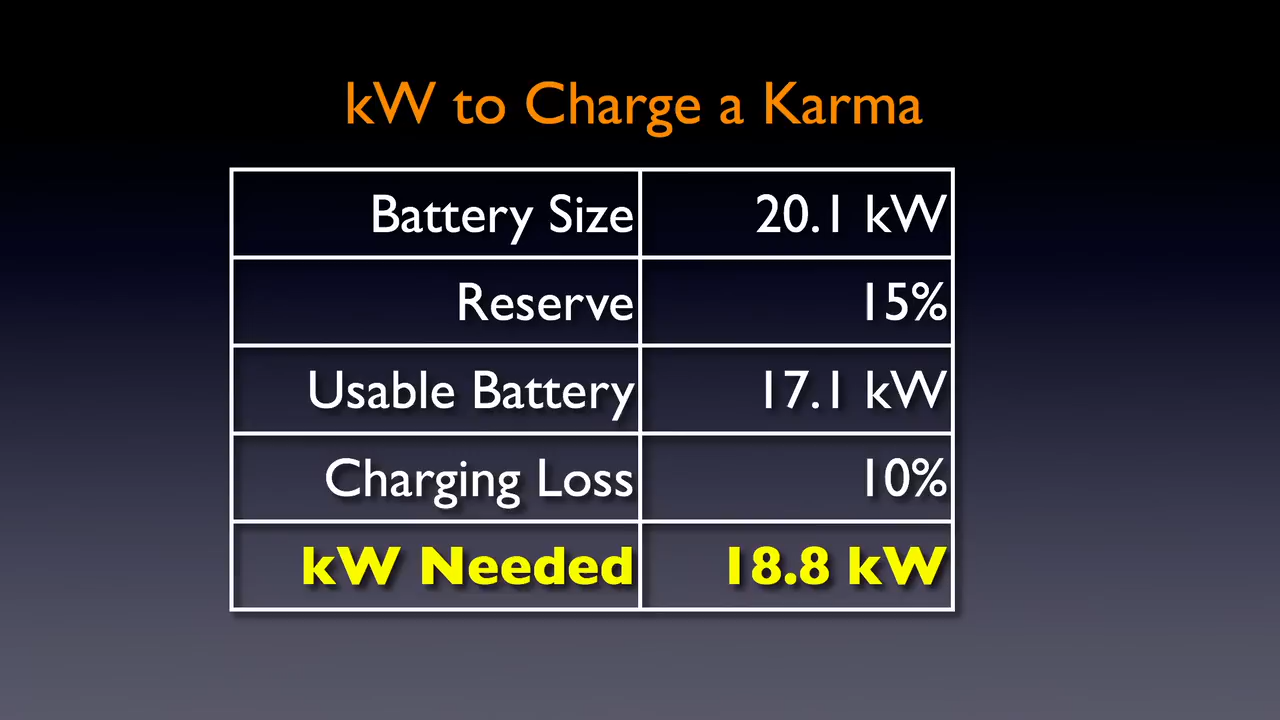 kW to Charge a Karma
Battery Size 20.1 kW
Reserve 15%
Usable Battery 17.1 kW
Charging Loss 10%
kW Needed 18.8 kW